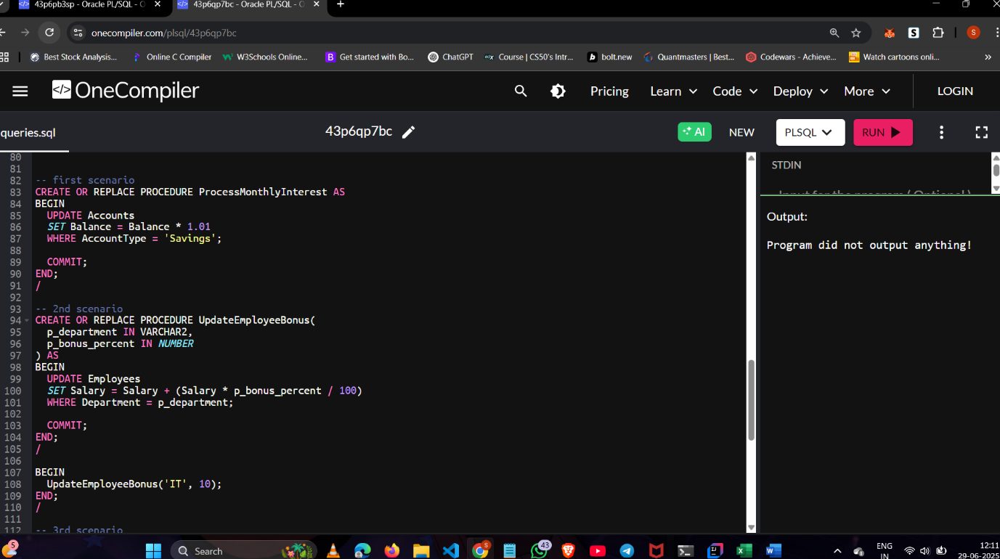 43p6pb3sp - Oracle PL/SQL - O
43p6qp7bc - Oracle PL/SQL - O
onecompiler.com/plsql/43p6qp7bc
S
S
Best Stock Analysis...
Online C Compiler
W3Schools Online...
B
Get started with Bo...
ChatGPT
Course | CS50's Intr...
b
bolt.new
Quantmasters | Best...
Codewars - Achieve...
Watch cartoons onli...
</> OneCompiler
Pricing
Learn
Code
Deploy
More
LOGIN
queries.sql
43p6qp7bc
AI
NEW
PLSQL
RUN
80
81
82 -- first scenario
83 CREATE OR REPLACE PROCEDURE ProcessMonthlyInterest AS
84 BEGIN
85 UPDATE Accounts
86 SET Balance = Balance * 1.01
87 WHERE AccountType = 'Savings';
88
89 COMMIT;
90 END;
91 /
92
93 -- 2nd scenario
94 CREATE OR REPLACE PROCEDURE UpdateEmployeeBonus(
95 p_department IN VARCHAR2,
96 p_bonus_percent IN NUMBER
97 ) AS
98 BEGIN
99 UPDATE Employees
100 SET Salary = Salary + (Salary * p_bonus_percent / 100)
101 WHERE Department = p_department;
102
103 COMMIT;
104 END;
105 /
106
107 BEGIN
108 UpdateEmployeeBonus('IT', 10);
109 END;
110 /
111
112 -- 3rd scenario
STDIN
Input for the program ( Optional )
Output:
Program did not output anything!
5
Search
S
43
W
ENG
IN
12:11
29-06-2025